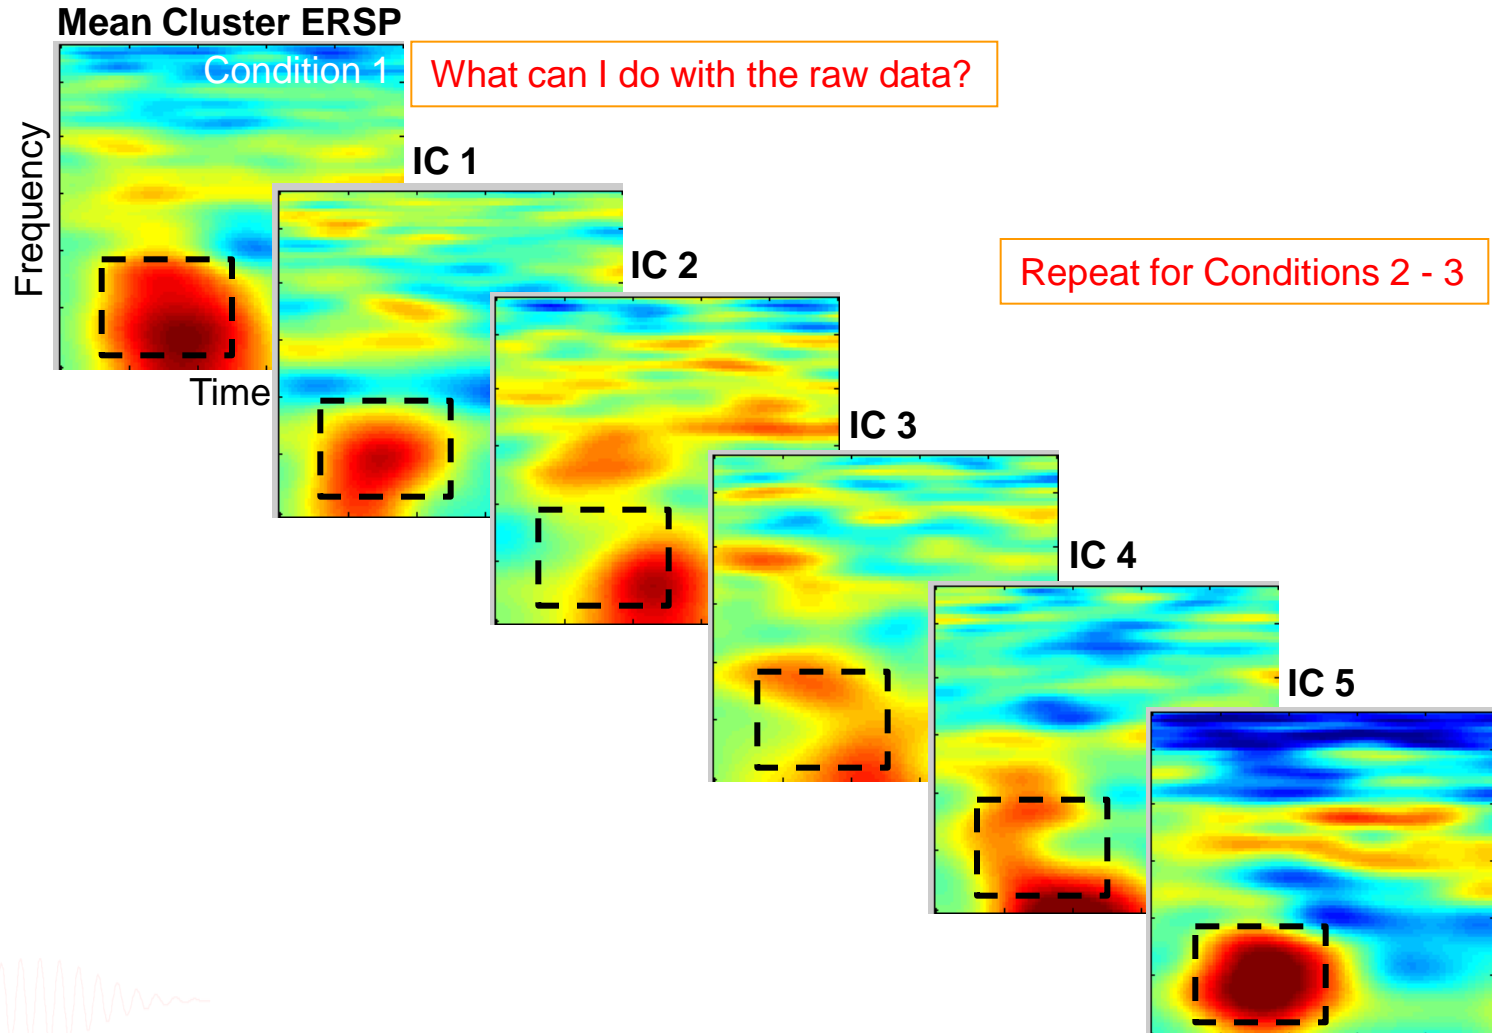 Mean Cluster ERSP
Condition 1
What can I do with the raw data?
Frequency
Time
IC 1
IC 2
Repeat for Conditions 2 - 3
IC 3
IC 4
IC 5